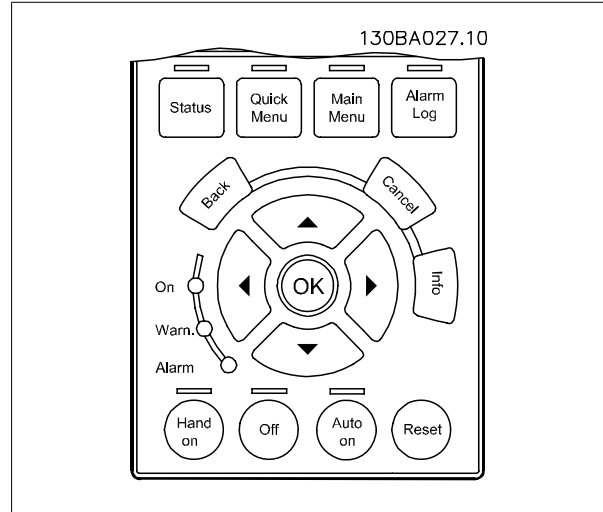 130BA027.10
Status
Quick
Menu
Main
Menu
Alarm
Log
Back
Cancel
Info
OK
On
Warn.
Alarm
Hand
on
Off
Auto
on
Reset